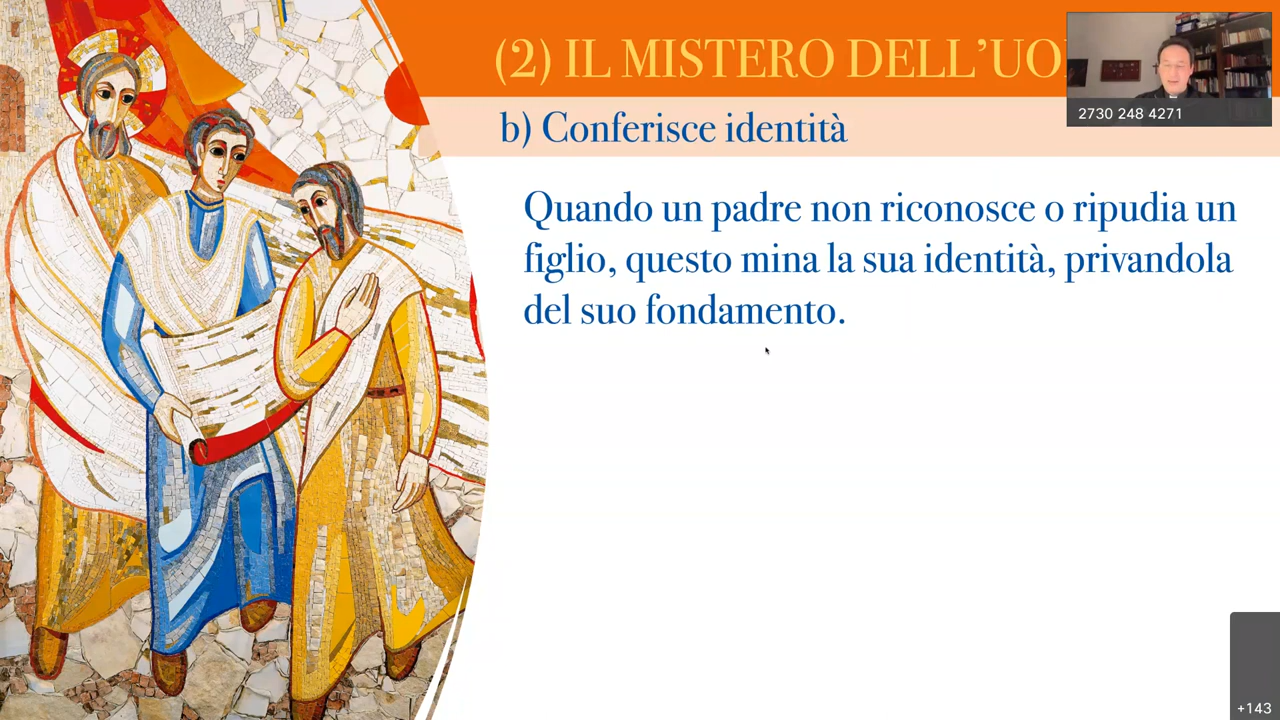 (2) IL MISTERO DELL'UO
2730 248 4271
b) Conferisce identità
Quando un padre non riconosce o ripudia un
figlio, questo mina la sua identità, privandola
del suo fondamento.
+143